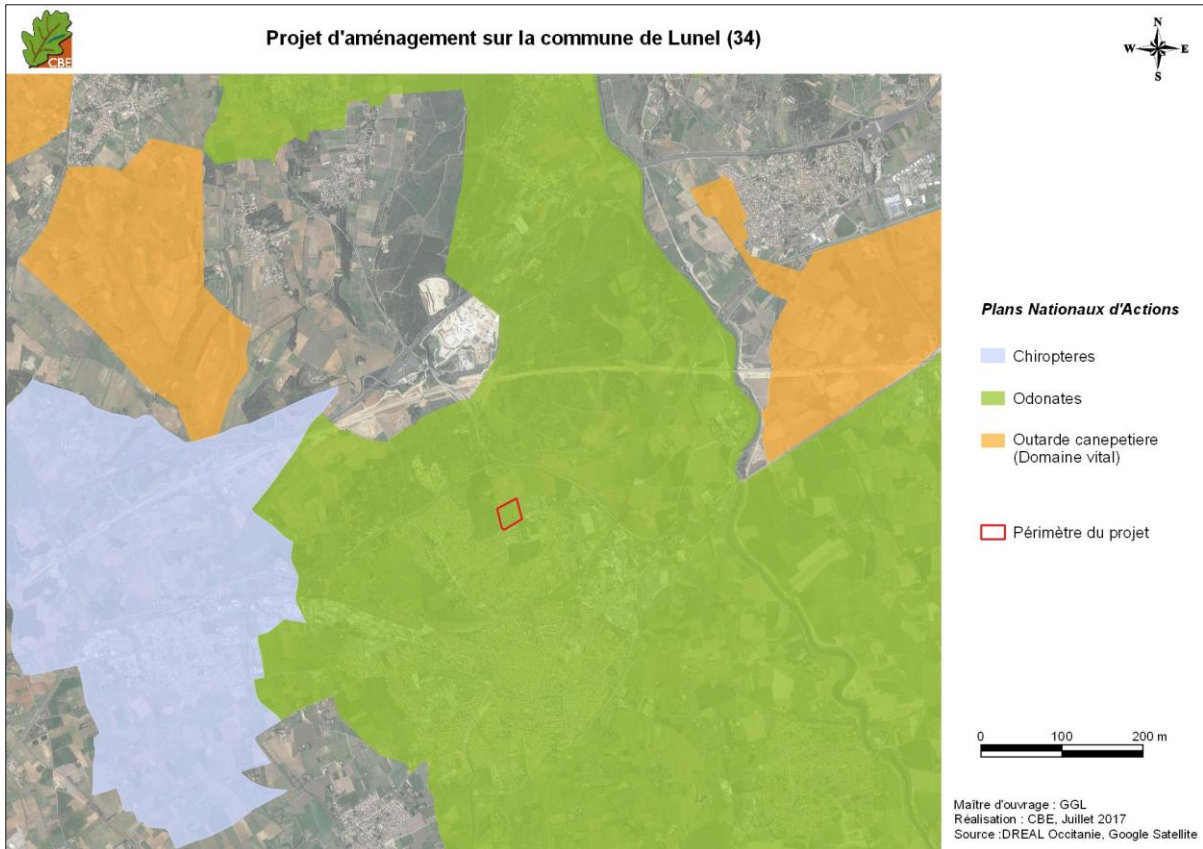 CBE
Projet d'aménagement sur la commune de Lunel (34)
N
W E
S
Plans Nationaux d'Actions
Chiropteres
Odonates
Outarde canepetiere
(Domaine vital)
Périmètre du projet
0 100 200 m
Maître d'ouvrage : GGL
Réalisation : CBE, Juillet 2017
Source :DREAL Occitanie, Google Satellite